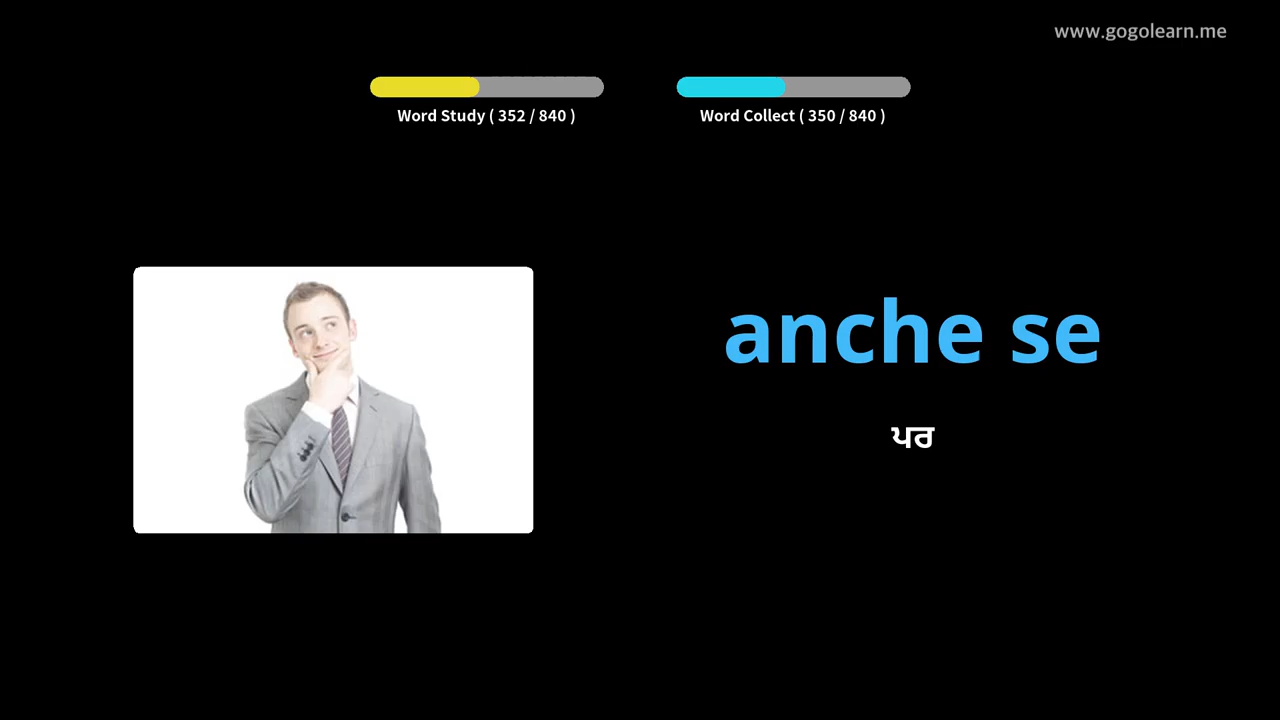 www.gogolearn.me
Word Study ( 352 / 840 )
Word Collect ( 350 / 840 )
anche se
ਪਰ